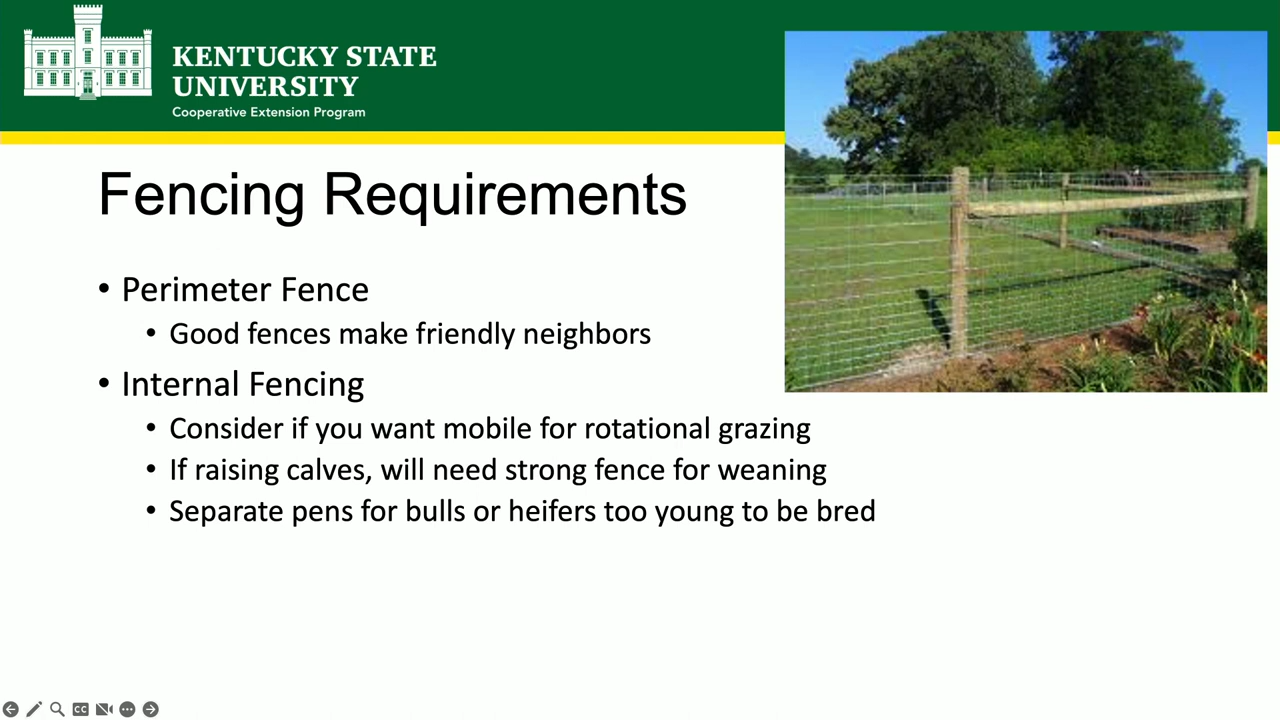 KENTUCKY STATE
UNIVERSITY
Cooperative Extension Program
Fencing Requirements
• Perimeter Fence
• Good fences make friendly neighbors
• Internal Fencing
• Consider if you want mobile for rotational grazing
• If raising calves, will need strong fence for weaning
• Separate pens for bulls or heifers too young to be bred
CC